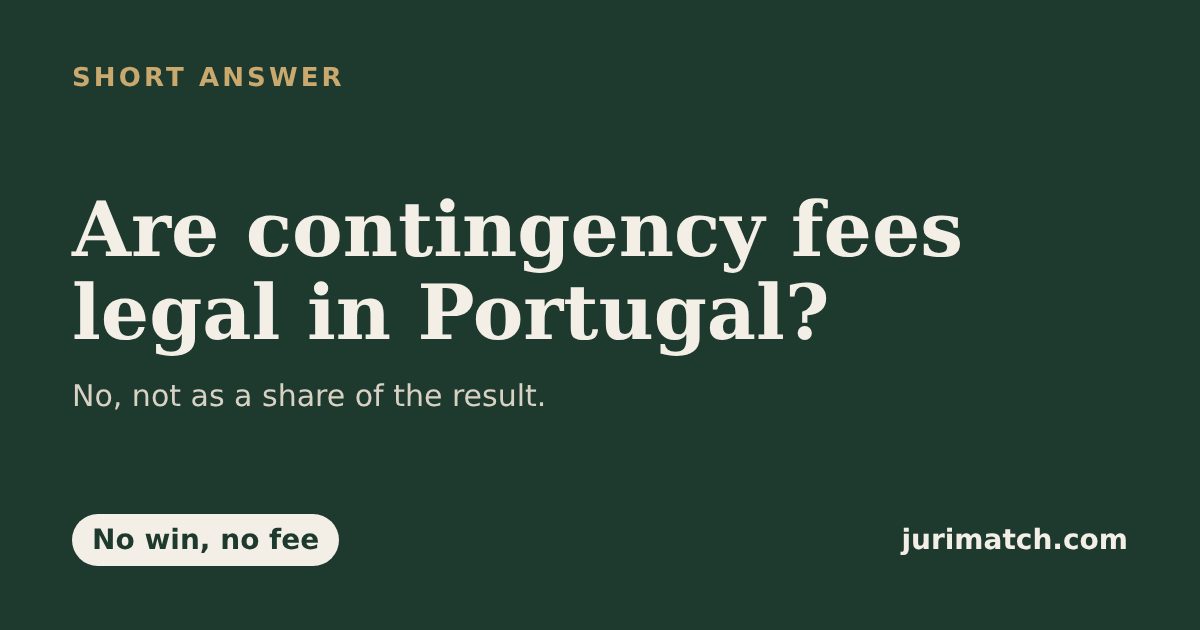 SHORT ANSWER
Are contingency fees
legal in Portugal?
No, not as a share of the result.
No win, no fee
jurimatch.com